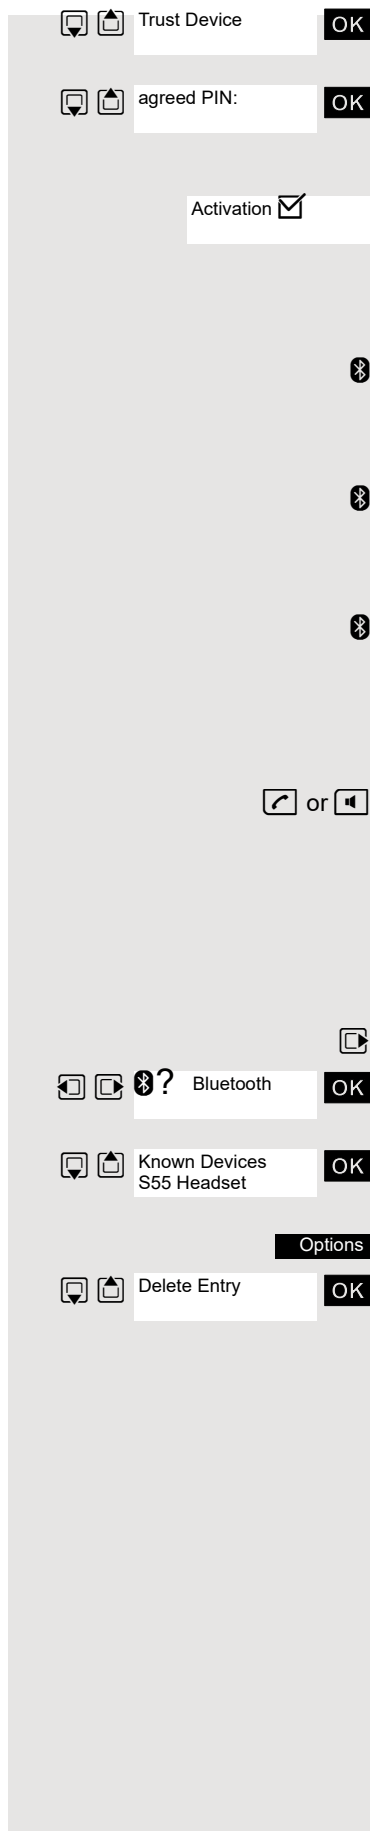 Trust Device OK
agreed PIN: OK
Activation
or
? Bluetooth OK
Known Devices OK
S55 Headset
Options
Delete Entry OK